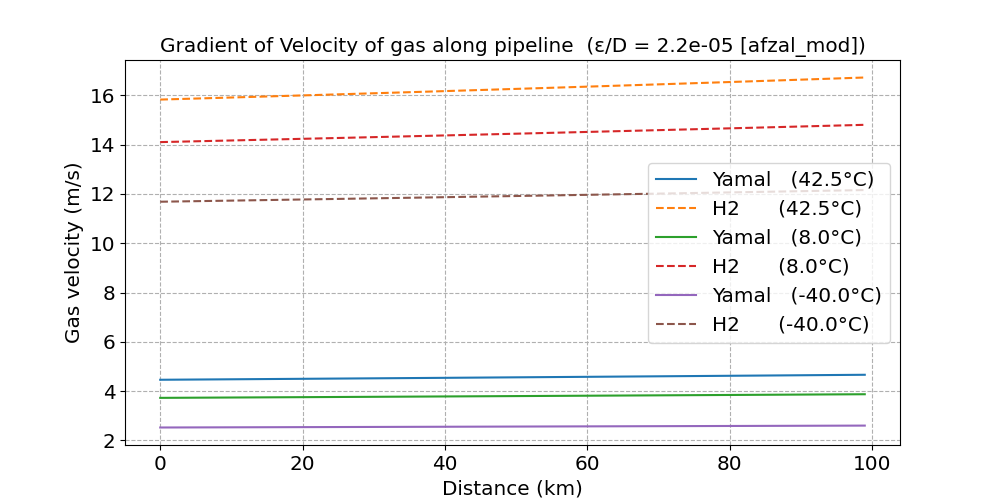 Gradient of Velocity of gas along pipeline  (ε/D = 2.2e-05 [afzal_mod])
Gas velocity (m/s)
16
14
12
10
8
6
4
2
Yamal   (42.5°C)
H2      (42.5°C)
Yamal   (8.0°C)
H2      (8.0°C)
Yamal   (-40.0°C)
H2      (-40.0°C)
0 20 40 60 80 100
Distance (km)